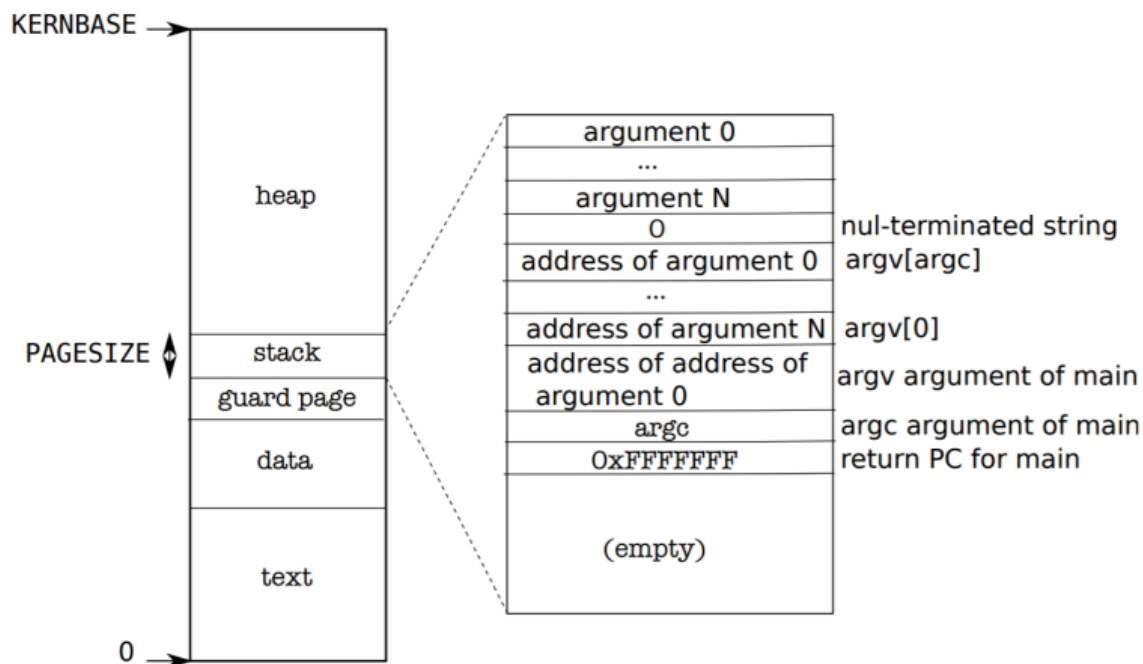 KERNBASE
heap
PAGESIZE
stack
guard page
data
text
0
argument 0
...
argument N
0
nul-terminated string
address of argument 0
argv[argc]
...
address of argument N
argv[0]
address of address of
argument 0
argv argument of main
argc
argc argument of main
0xFFFFFFF
return PC for main
(empty)